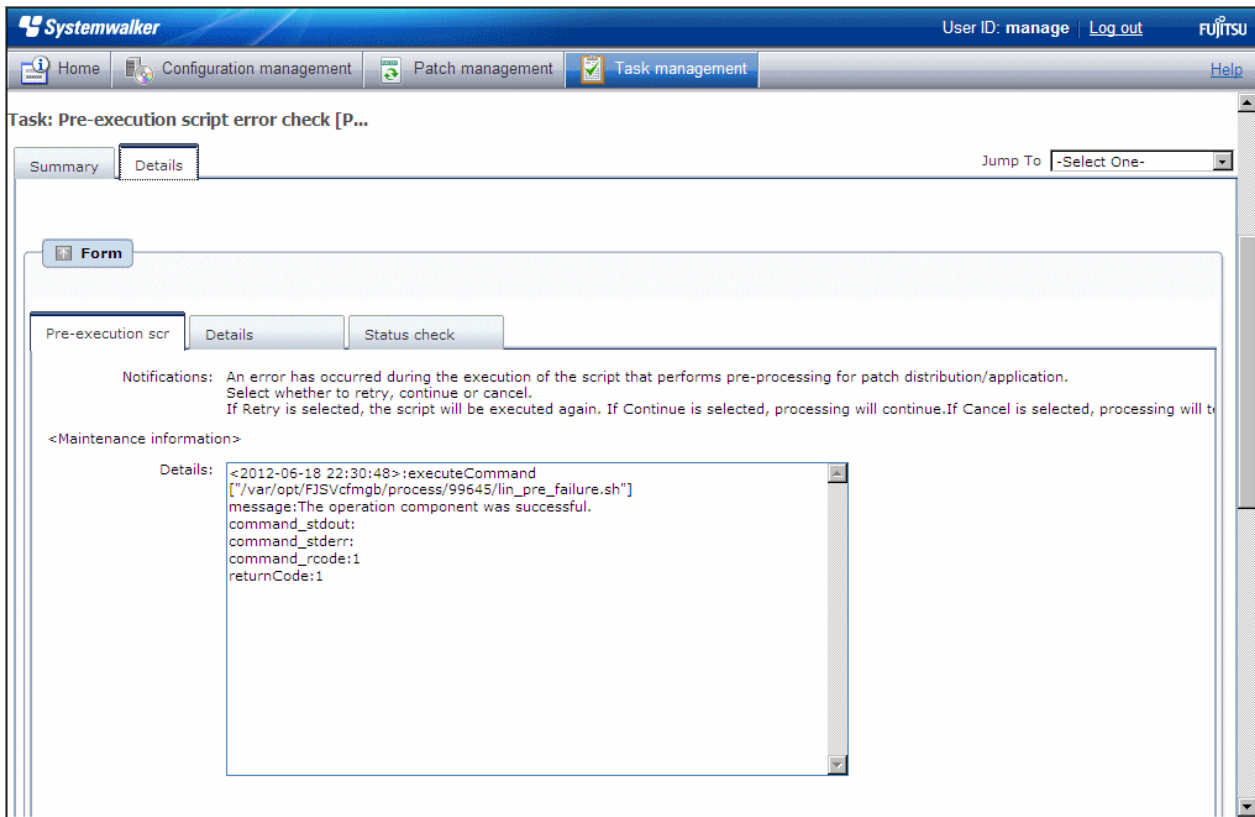 Systemwalker
User ID: manage Log out FUJITSU
Home Configuration management Patch management Task management Help
Task: Pre-execution script error check [P...
Summary Details Jump To -Select One-
Form
Pre-execution scr Details Status check
Notifications: An error has occurred during the execution of the script that performs pre-processing for patch distribution/application.
Select whether to retry, continue or cancel.
If Retry is selected, the script will be executed again. If Continue is selected, processing will continue.If Cancel is selected, processing will t
<Maintenance information>
Details: <2012-06-18 22:30:48>:executeCommand
["/var/opt/FJSVcfmgb/process/99645/lin_pre_failure.sh"]
message:The operation component was successful.
command_stdout:
command_stderr:
command_rcode:1
returnCode:1